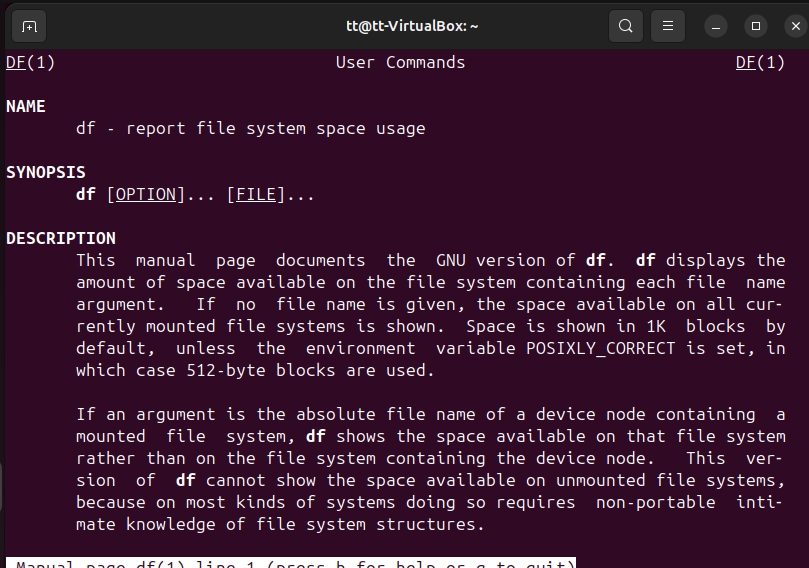 tt@tt-VirtualBox: ~
DF(1) User Commands DF(1)
NAME
df - report file system space usage
SYNOPSIS
df [OPTION]... [FILE]...
DESCRIPTION
This manual page documents the GNU version of df. df displays the
amount of space available on the file system containing each file name
argument. If no file name is given, the space available on all cur-
rently mounted file systems is shown. Space is shown in 1K blocks by
default, unless the environment variable POSIXLY_CORRECT is set, in
which case 512-byte blocks are used.
If an argument is the absolute file name of a device node containing a
mounted file system, df shows the space available on that file system
rather than on the file system containing the device node. This ver-
sion of df cannot show the space available on unmounted file systems,
because on most kinds of systems doing so requires non-portable inti-
mate knowledge of file system structures.
Manual page df(1) line 1 (press h for help or q to quit)